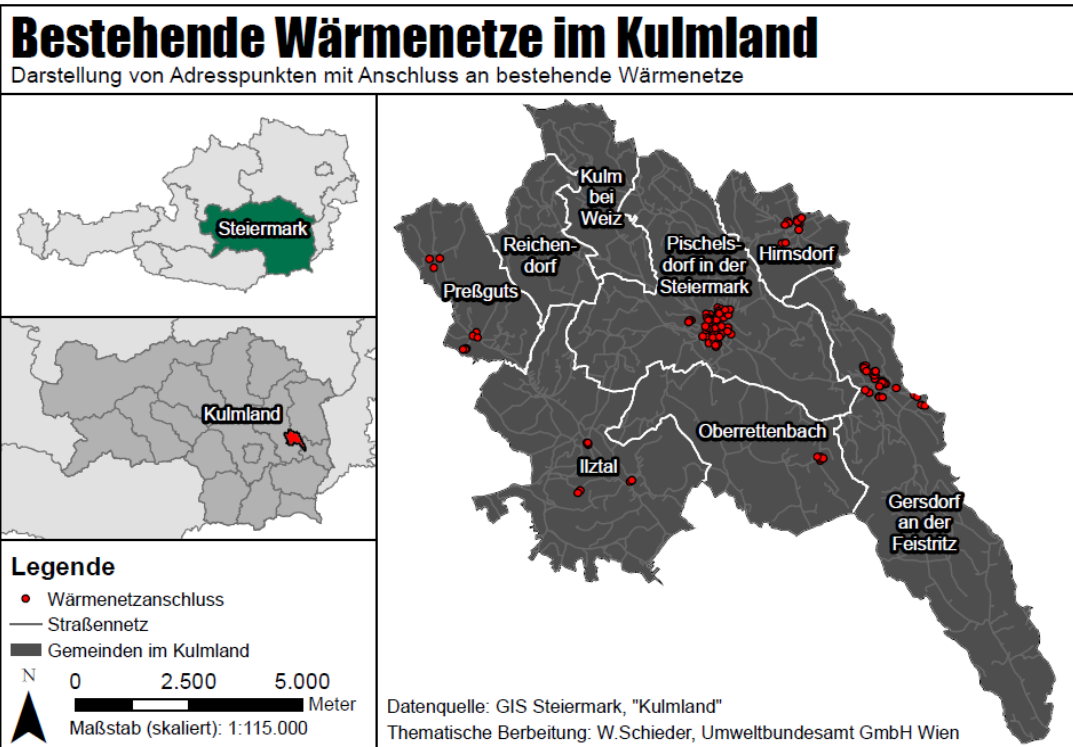 Bestehende Wärmenetze im Kulmland
Darstellung von Adresspunkten mit Anschluss an bestehende Wärmenetze
Steiermark
Kulmland
Legende
Wärmenetzanschluss
Straßennetz
Gemeinden im Kulmland
N
0 2.500 5.000
Meter
Maßstab (skaliert): 1:115.000
Kulm
bei
Weiz
Reichen-
dorf
Pischels-
dorf in der
Steiermark
Hirnsdorf
Preßguts
Oberrettenbach
Ilztal
Gersdorf
an der
Feistritz
Datenquelle: GIS Steiermark, "Kulmland"
Thematische Berbeitung: W.Schieder, Umweltbundesamt GmbH Wien